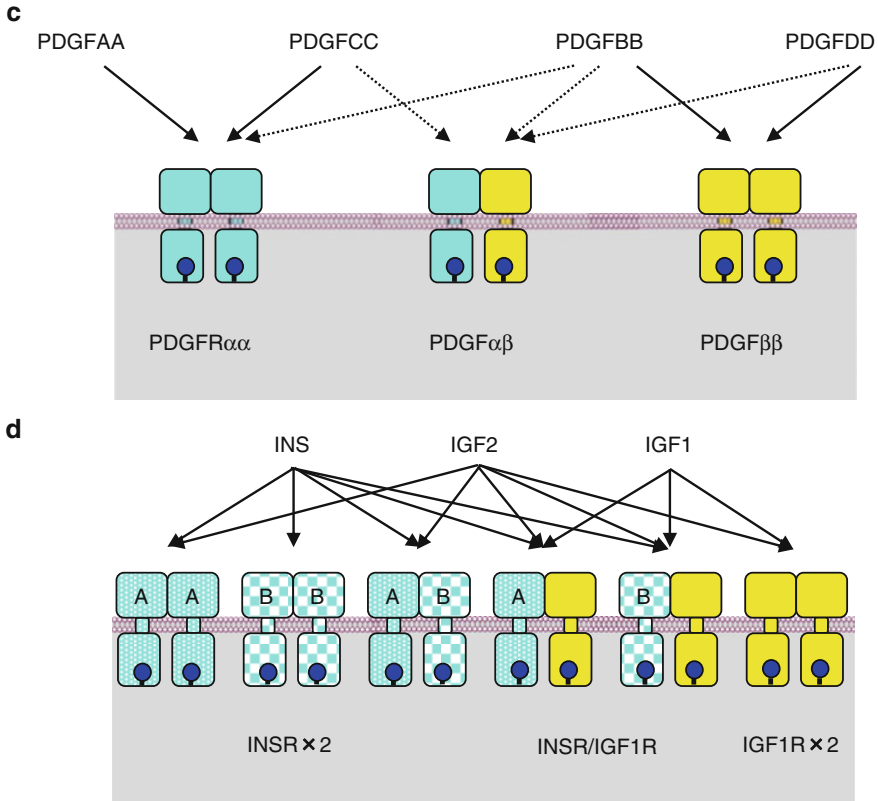 c
PDGFAA PDGFCC PDGFBB PDGFDD
PDGFRαα PDGFαβ PDGFββ
d
INS IGF2 IGF1
A A B B A B A B
INSR × 2 INSR/IGF1R IGF1R × 2